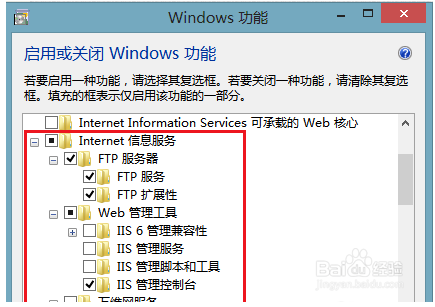 Windows 功能
启用或关闭 Windows 功能
若要启用一种功能，请选择其复选框。若要关闭一种功能，请清除其复选
框。填充的框表示仅启用该功能的一部分。
Internet Information Services 可承载的 Web 核心
Internet 信息服务
FTP 服务器
FTP 服务
FTP 扩展性
Web 管理工具
IIS 6 管理兼容性
IIS 管理服务
IIS 管理脚本和工具
IIS 管理控制台
万维网服务
Baidu 经验
jingyan.baidu.com